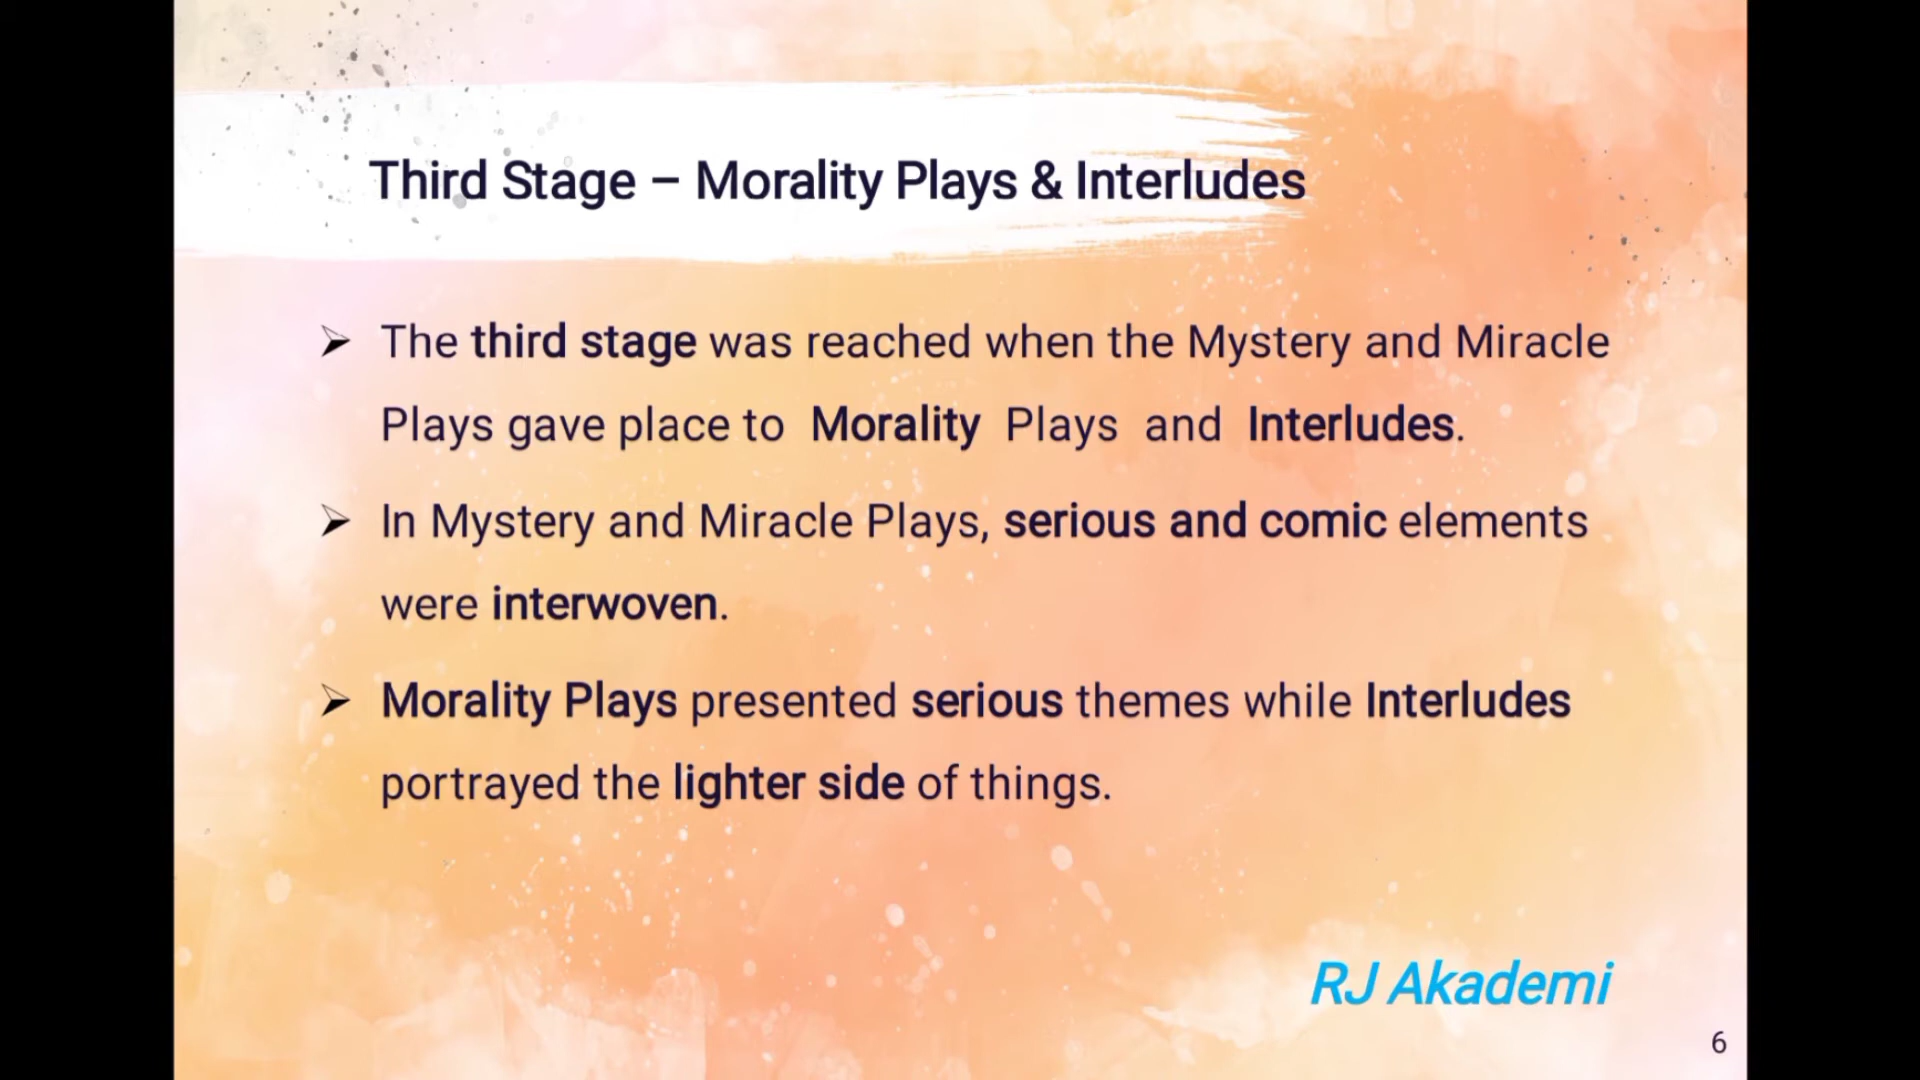 Third Stage – Morality Plays & Interludes
➢ The third stage was reached when the Mystery and Miracle
Plays gave place to Morality Plays and Interludes.
➢ In Mystery and Miracle Plays, serious and comic elements
were interwoven.
➢ Morality Plays presented serious themes while Interludes
portrayed the lighter side of things.
RJ Akademi
6